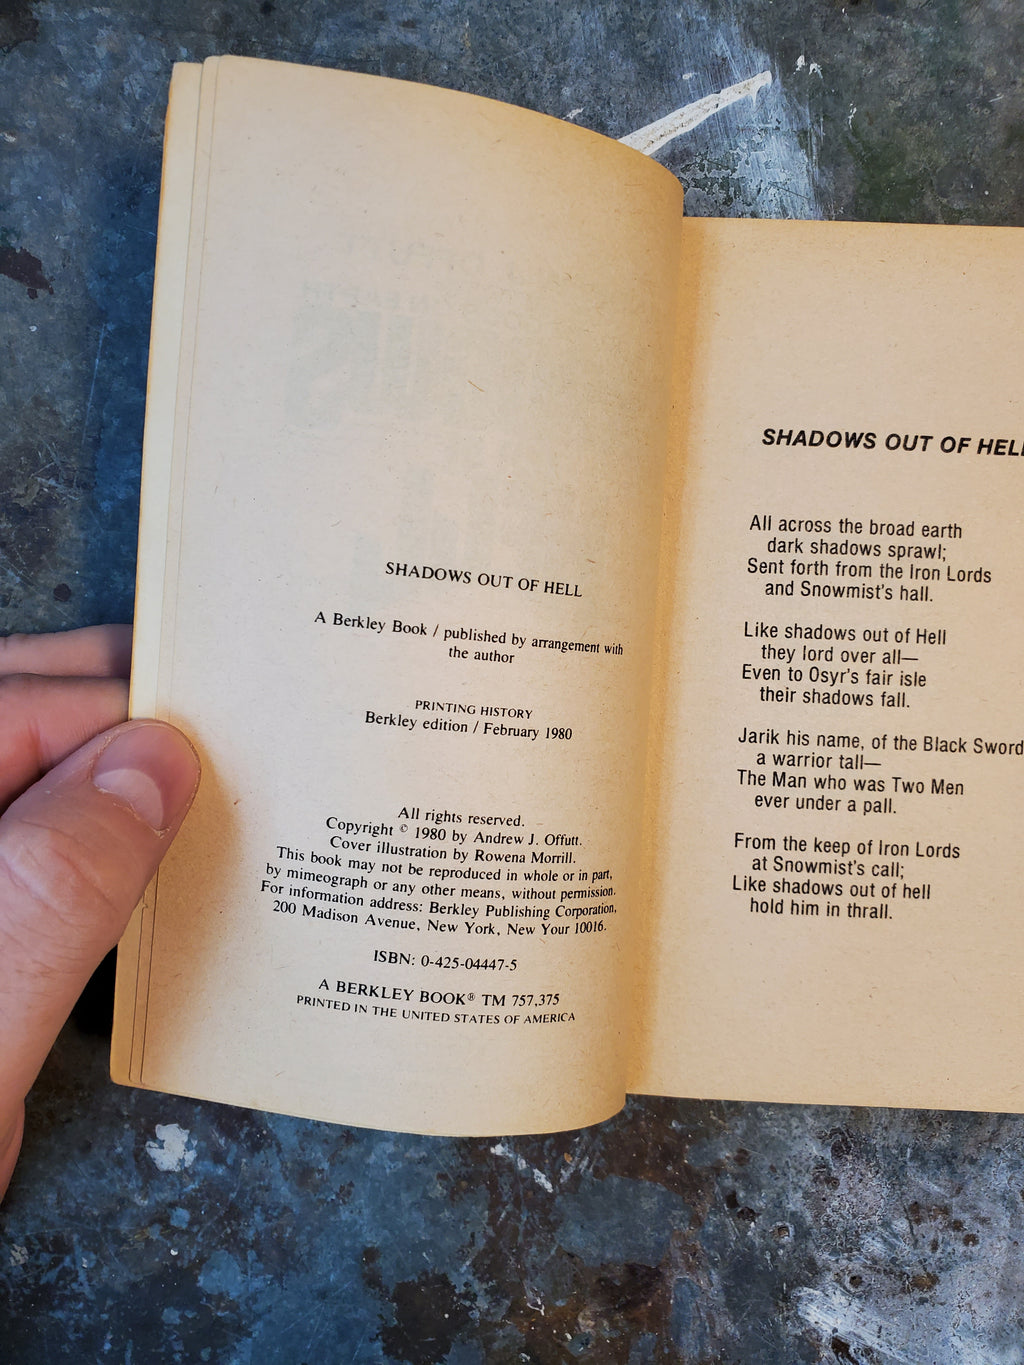 SHADOWS OUT OF HELL
A Berkley Book / published by arrangement with
the author
PRINTING HISTORY
Berkley edition / February 1980
All rights reserved.
Copyright © 1980 by Andrew J. Offutt.
Cover illustration by Rowena Morrill.
This book may not be reproduced in whole or in part,
by mimeograph or any other means, without permission.
For information address: Berkley Publishing Corporation,
200 Madison Avenue, New York, New Your 10016.
ISBN: 0-425-04447-5
A BERKLEY BOOK® TM 757,375
PRINTED IN THE UNITED STATES OF AMERICA
SHADOWS OUT OF HELL
All across the broad earth
dark shadows sprawl;
Sent forth from the Iron Lords
and Snowmist's hall.
Like shadows out of Hell
they lord over all—
Even to Osyr's fair isle
their shadows fall.
Jarik his name, of the Black Sword
a warrior tall—
The Man who was Two Men
ever under a pall.
From the keep of Iron Lords
at Snowmist's call;
Like shadows out of hell
hold him in thrall.